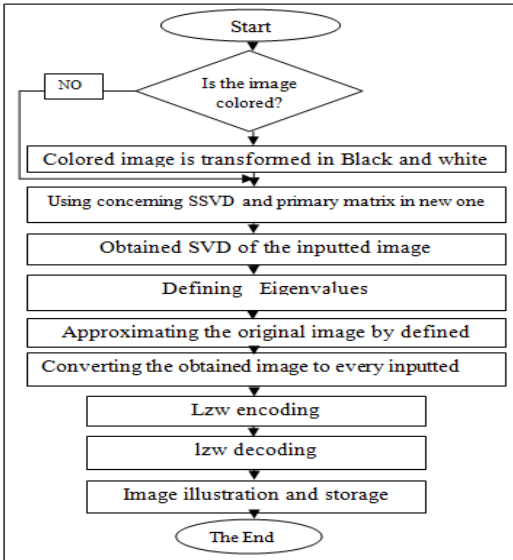 Start
Is the image
colored?
NO
Colored image is transformed in Black and white
Using concerning SSVD and primary matrix in new one
Obtained SVD of the inputted image
Defining Eigenvalues
Approximating the original image by defined
Converting the obtained image to every inputted
Lzw encoding
lzw decoding
Image illustration and storage
The End